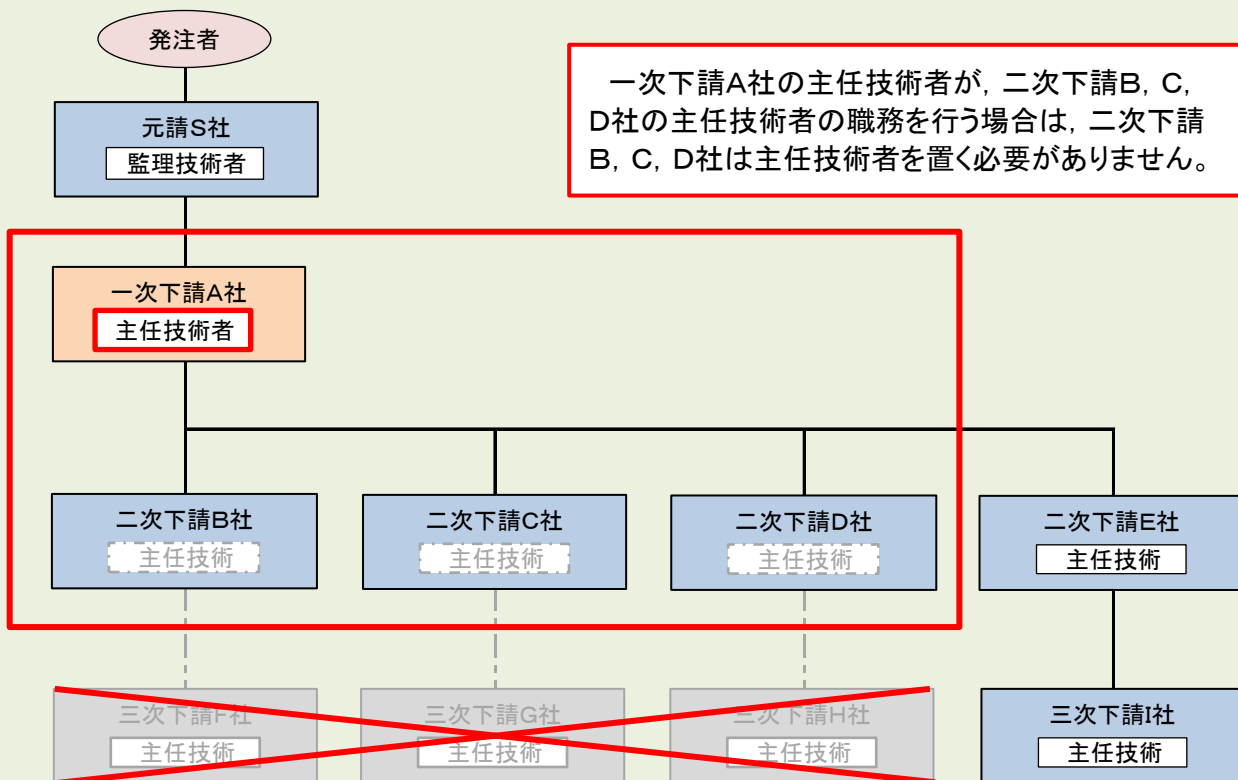 発注者
元請S社
監理技術者
一次下請A社の主任技術者が，二次下請B，C，
D社の主任技術者の職務を行う場合は，二次下請
B，C，D社は主任技術者を置く必要がありません。
一次下請A社
主任技術者
二次下請B社
主任技術
二次下請C社
主任技術
二次下請D社
主任技術
二次下請E社
主任技術
三次下請F社
主任技術
三次下請G社
主任技術
三次下請H社
主任技術
三次下請I社
主任技術